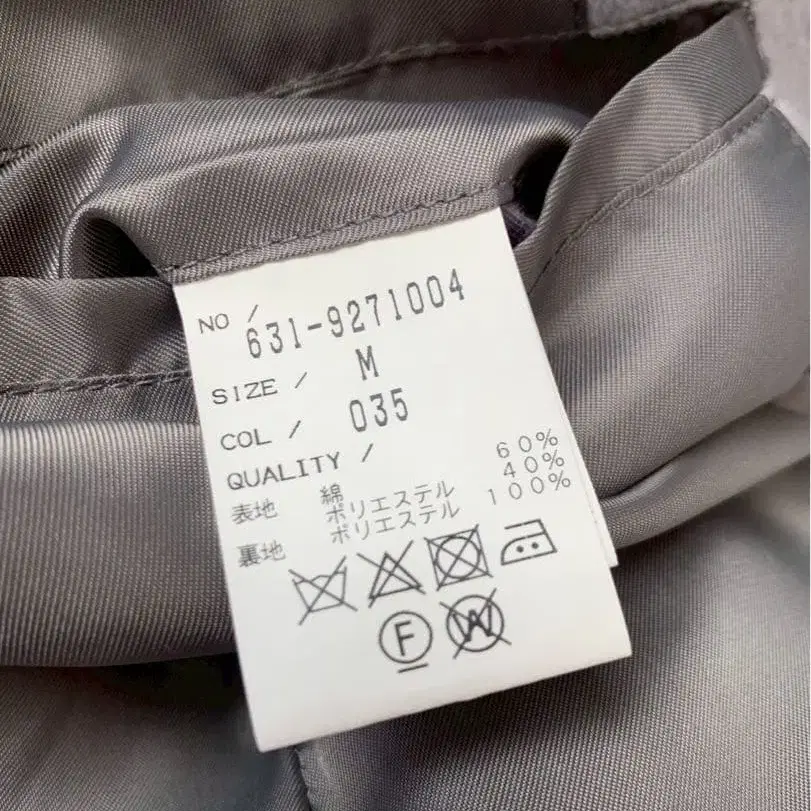 NO / 631-9271004
SIZE / M
COL / 035
QUALITY /
表地 綿 60%
ポリエステル 40%
裏地 ポリエステル 100%
F W